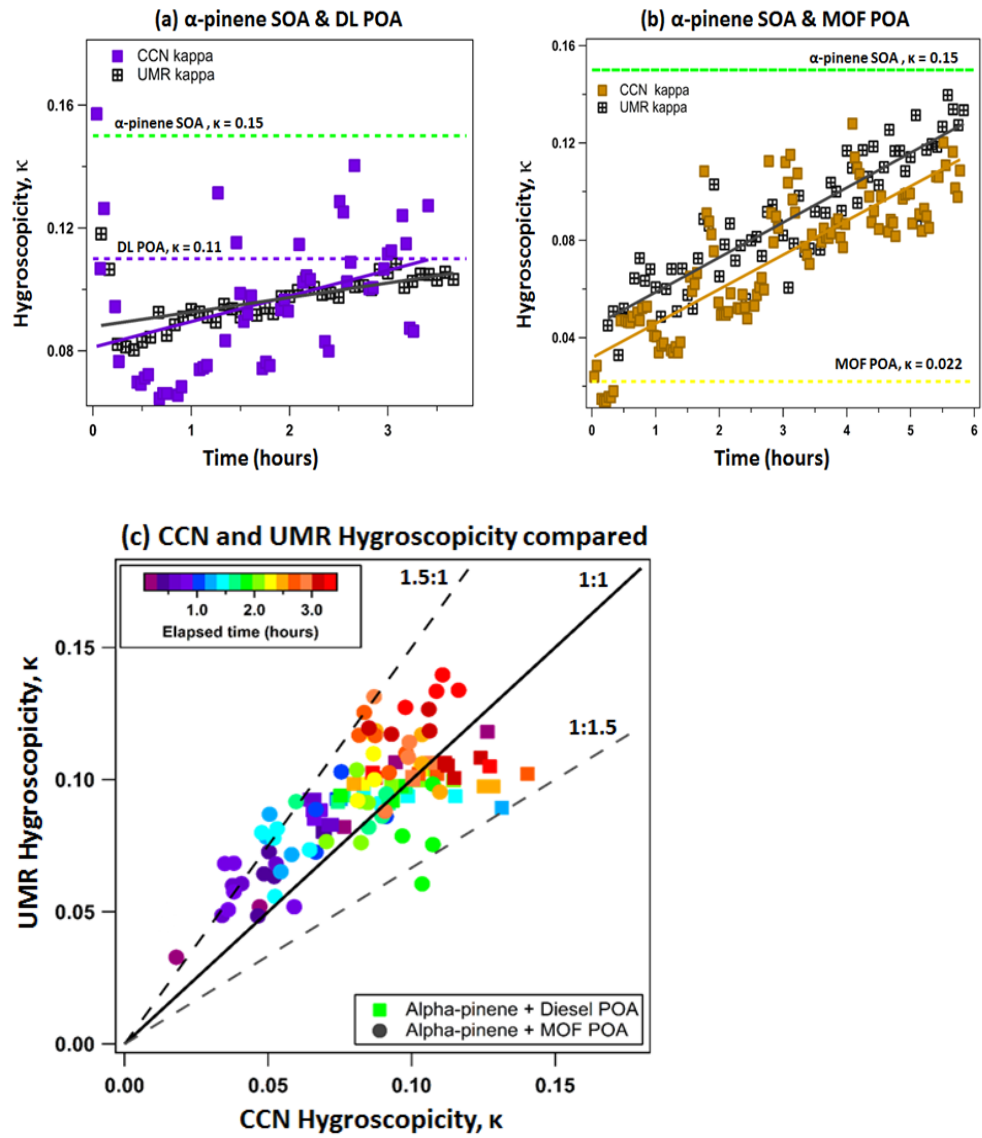 (a) α-pinene SOA & DL POA
CCN kappa
UMR kappa
α-pinene SOA , κ = 0.15
DL POA, κ = 0.11
Hygroscopicity, κ
0.16
0.12
0.08
0
1
2
3
Time (hours)
(b) α-pinene SOA & MOF POA
α-pinene SOA , κ = 0.15
CCN kappa
UMR kappa
MOF POA, κ = 0.022
Hygroscopicity, κ
0.16
0.12
0.08
0.04
0
1
2
3
4
5
6
Time (hours)
(c) CCN and UMR Hygroscopicity compared
1.0
2.0
3.0
Elapsed time (hours)
1.5:1
1:1
1:1.5
UMR Hygroscopicity, κ
0.15
0.10
0.05
0.00
Alpha-pinene + Diesel POA
Alpha-pinene + MOF POA
0.00
0.05
0.10
0.15
CCN Hygroscopicity, κ